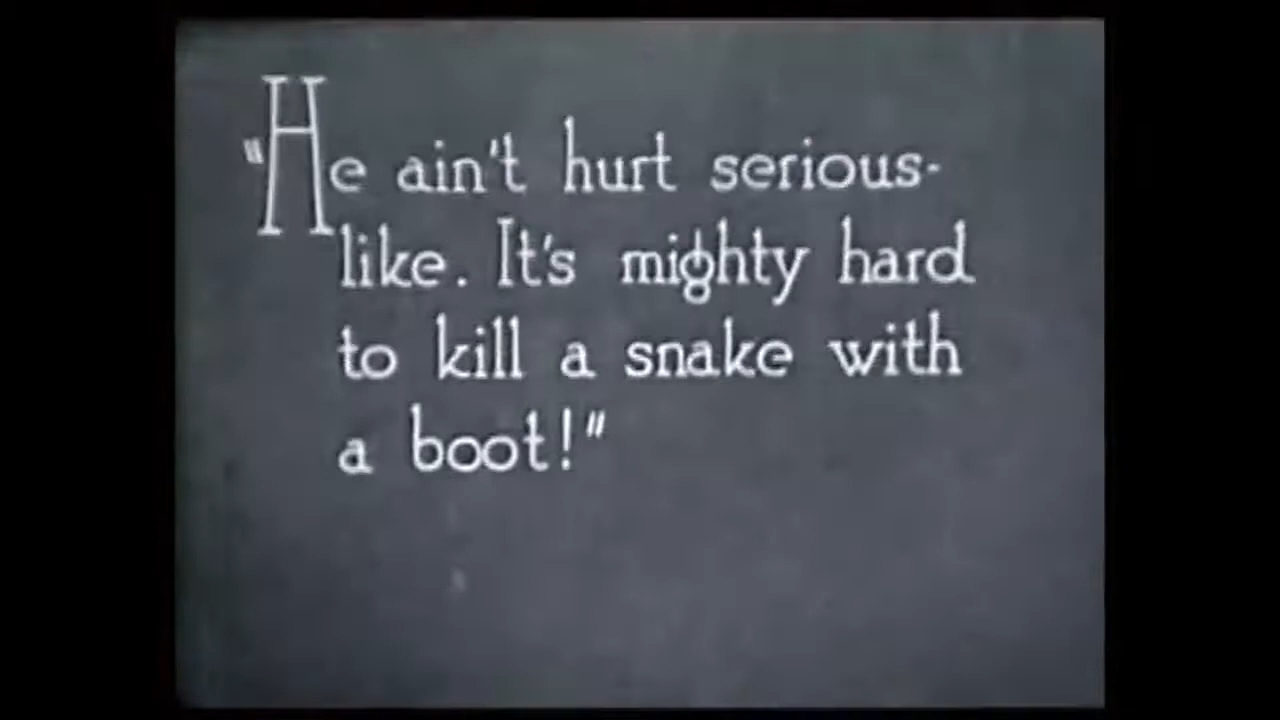 "He ain't hurt serious-
like. It's mighty hard
to kill a snake with
a boot!"